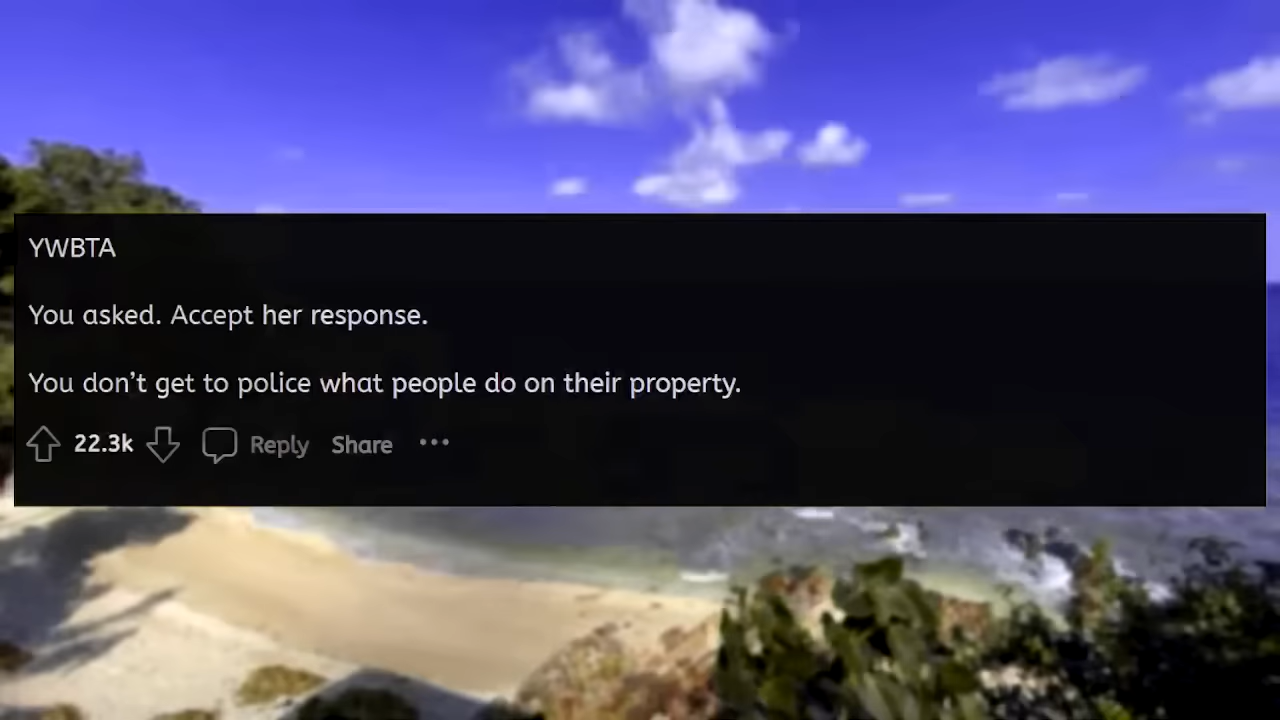 YWBTA
You asked. Accept her response.
You don’t get to police what people do on their property.
22.3k Reply Share •••